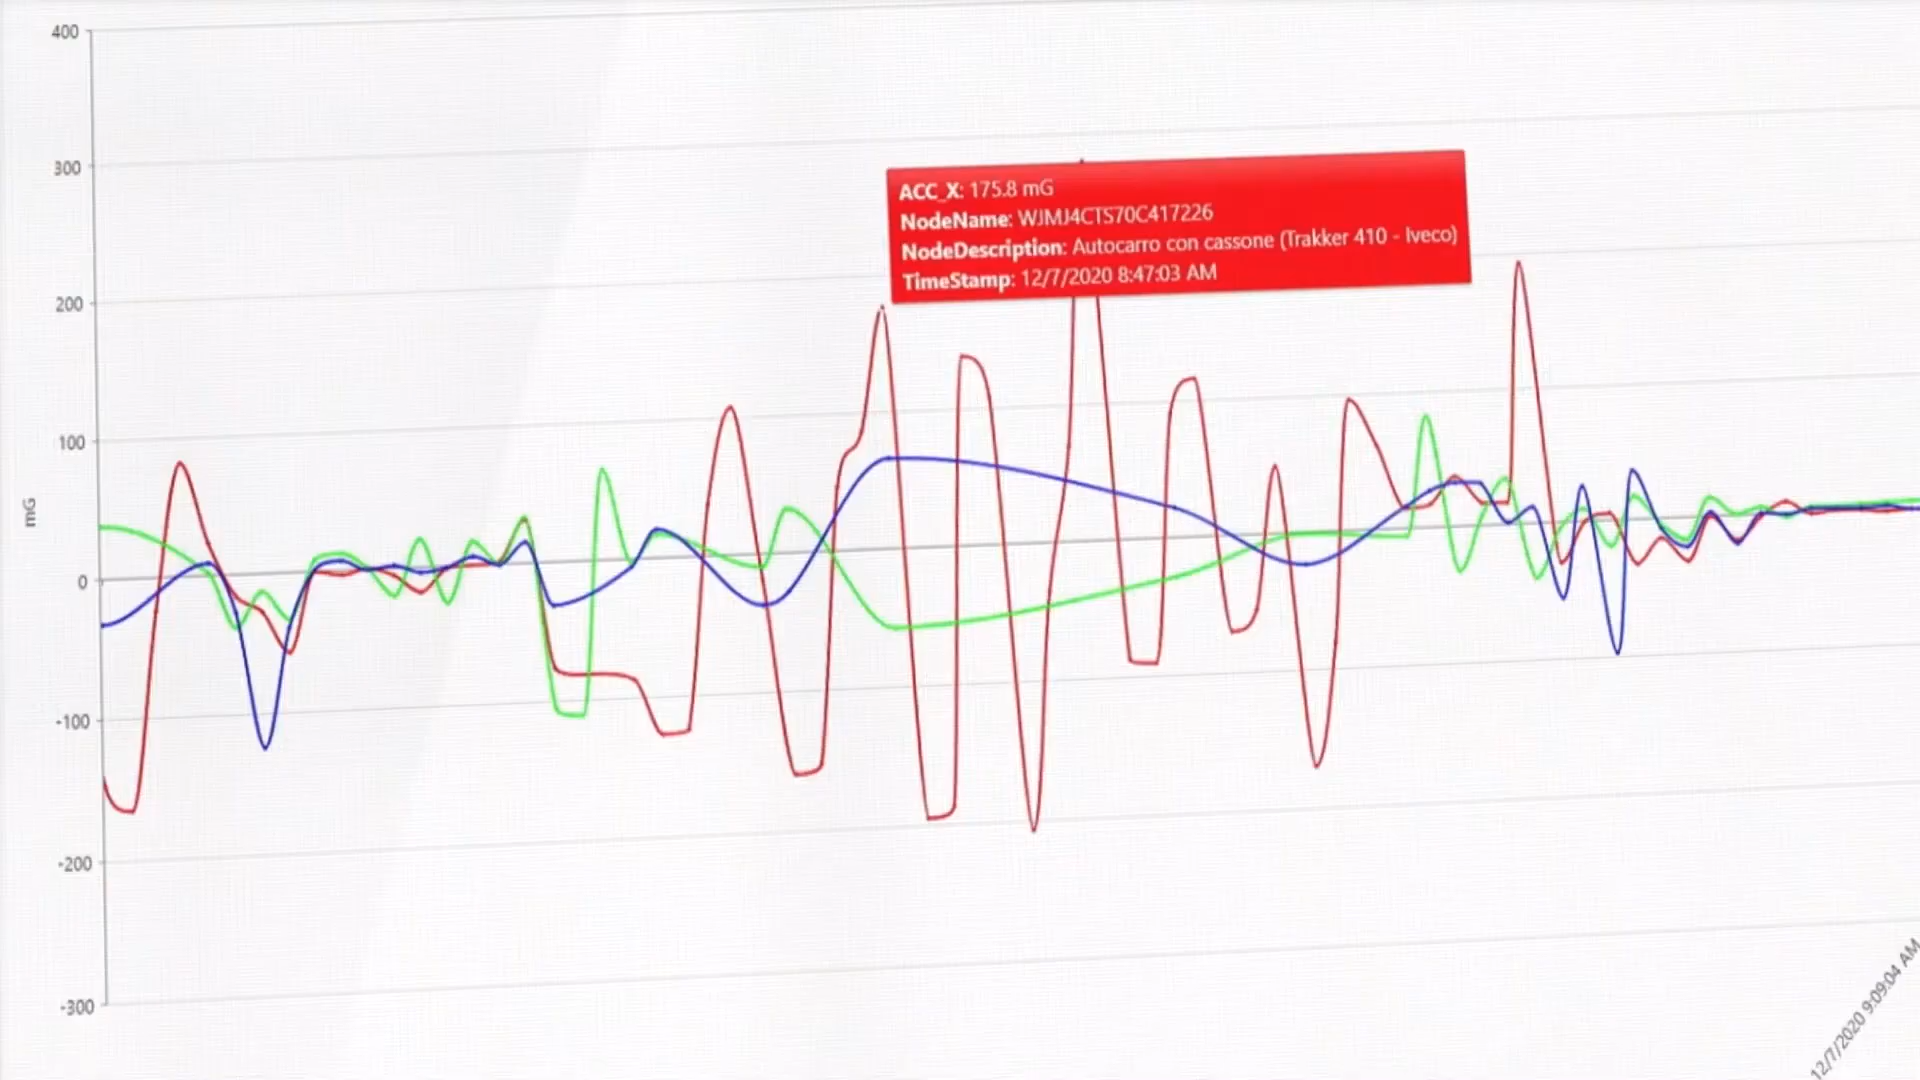 400
300
200
100
0
-100
-200
-300
mG
ACC_X: 175.8 mG
NodeName: WJMJ4CTS70C417226
NodeDescription: Autocarro con cassone (Trakker 410 - Iveco)
TimeStamp: 12/7/2020 8:47:03 AM
12/7/2020 9:09:04 AM